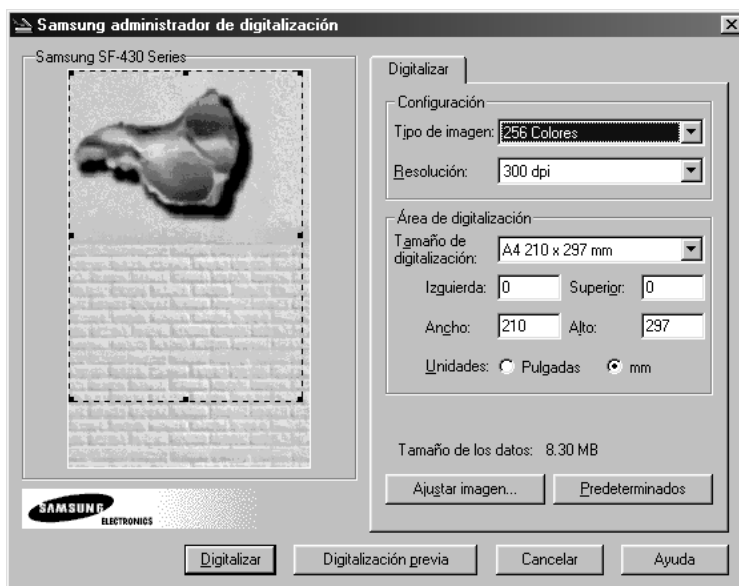 Samsung administrador de digitalización
Samsung SF-430 Series
Digitalizar
Configuración
Tipo de imagen: 256 Colores
Resolución: 300 dpi
Área de digitalización
Tamaño de
digitalización: A4 210 x 297 mm
Izquierda: 0 Superior: 0
Ancho: 210 Alto: 297
Unidades: Pulgadas mm
Tamaño de los datos: 8.30 MB
Ajustar imagen... Predeterminados
SAMSUNG
ELECTRONICS
Digitalizar Digitalización previa Cancelar Ayuda